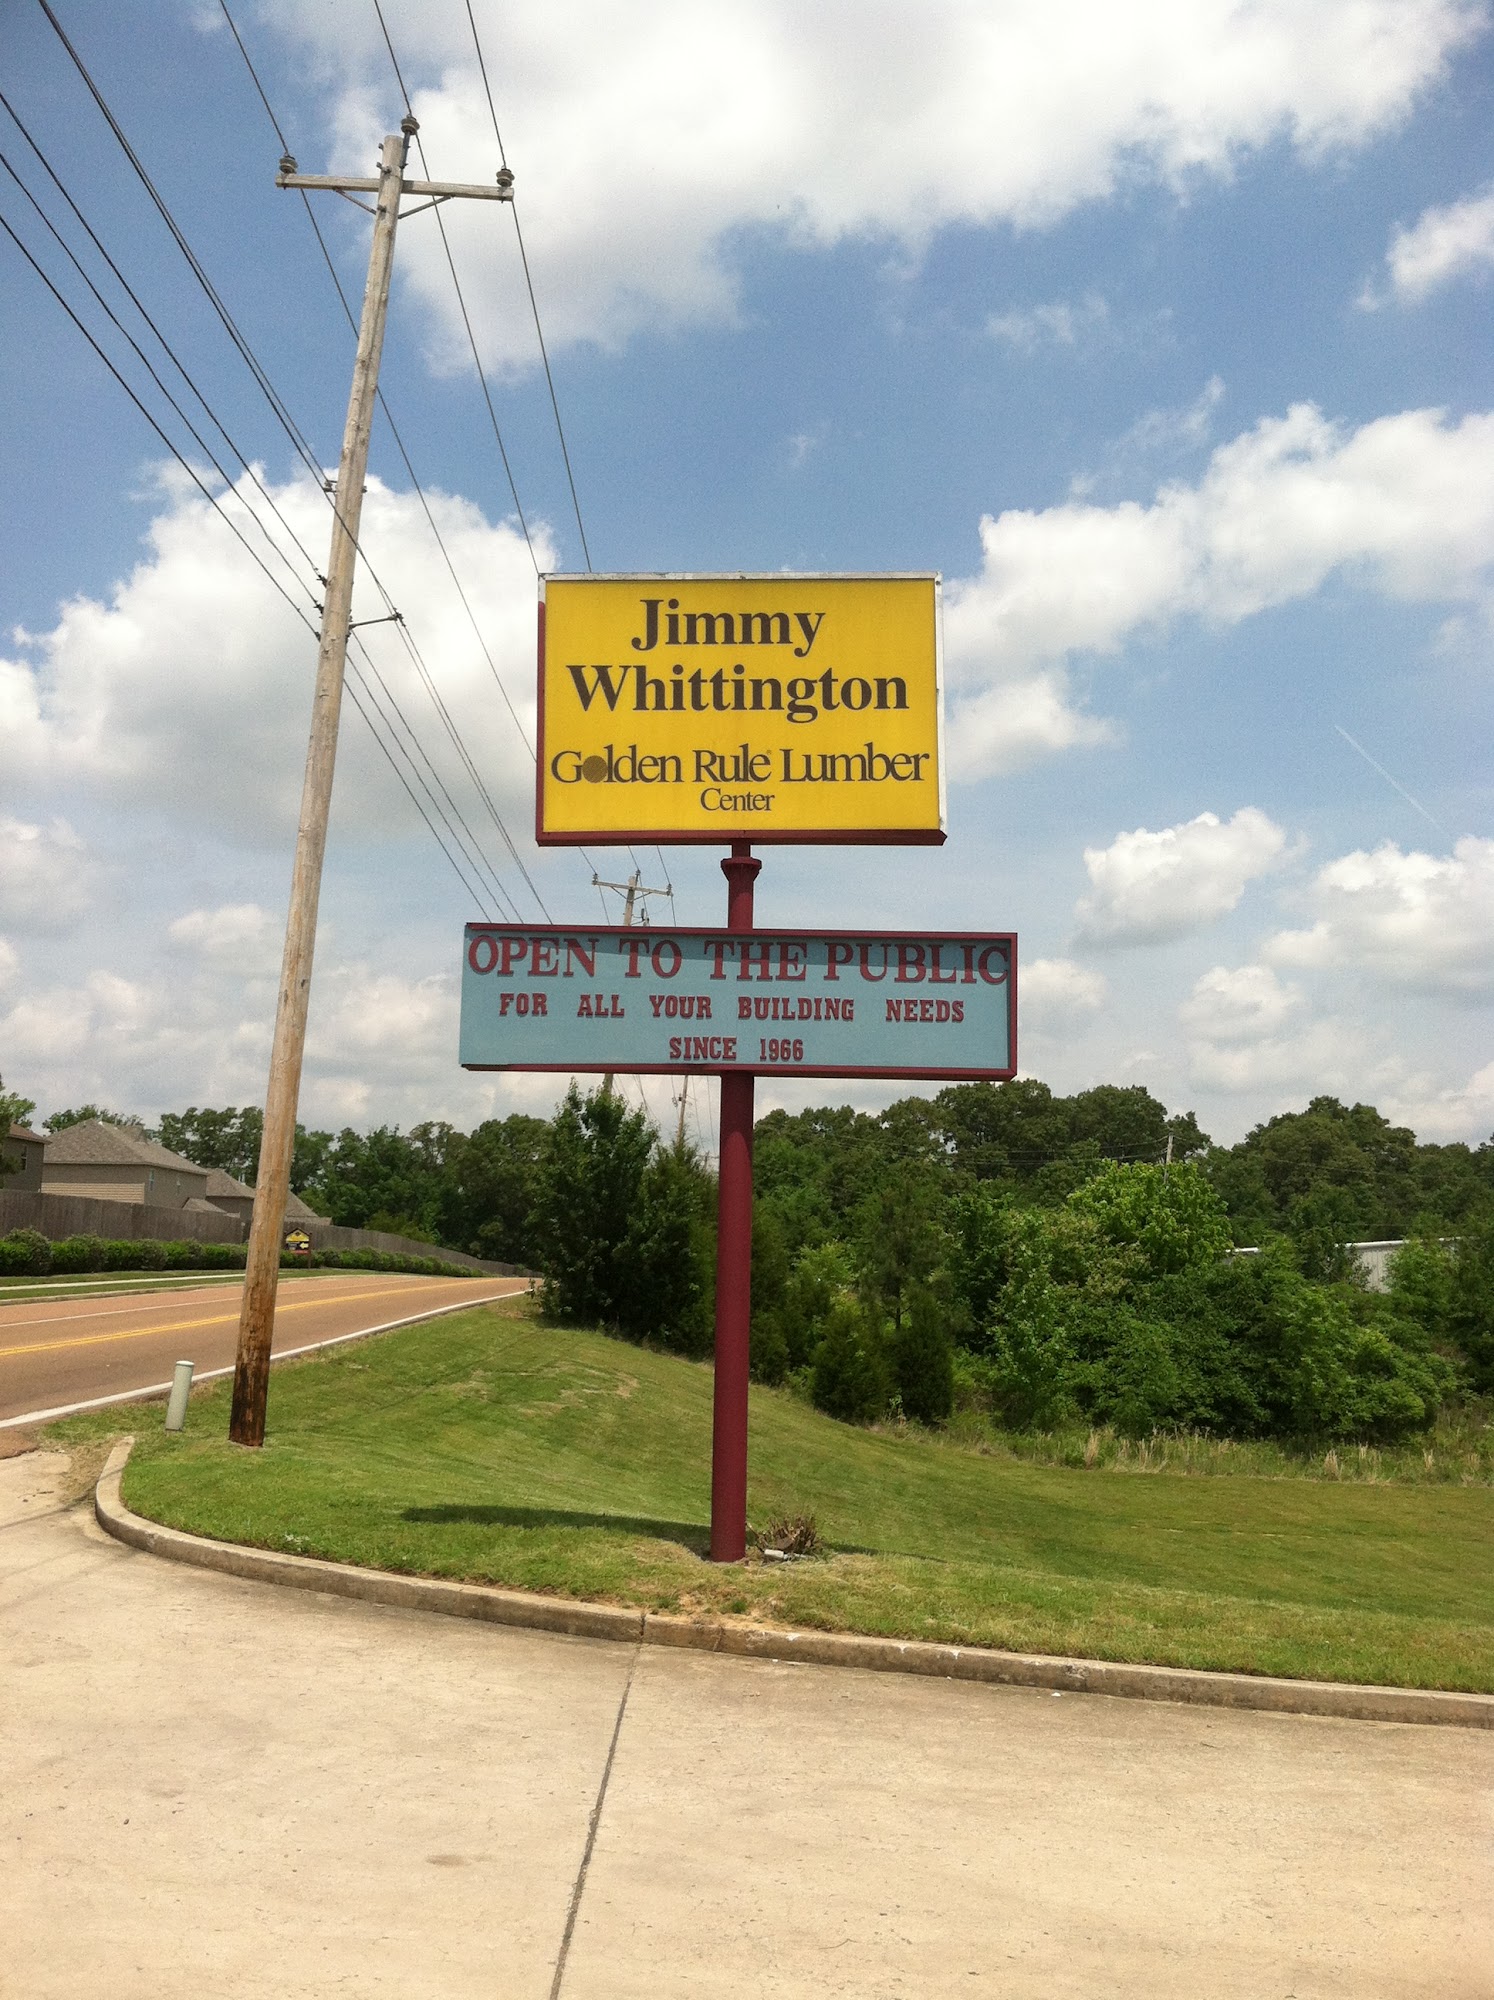 Jimmy
Whittington
Golden Rule® Lumber
Center
OPEN TO THE PUBLIC
FOR ALL YOUR BUILDING NEEDS
SINCE 1966